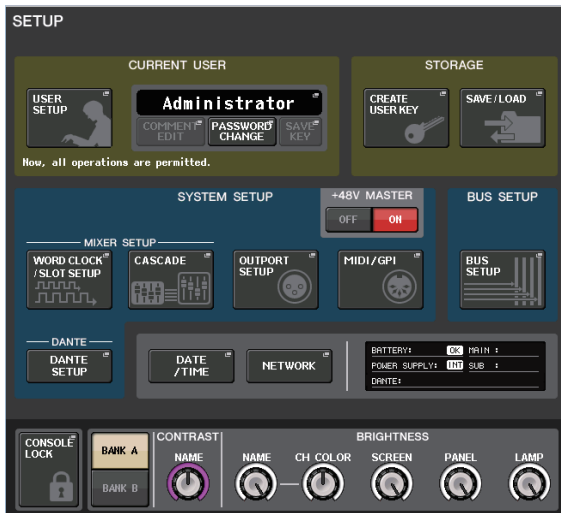 SETUP
CURRENT USER
STORAGE
USER
SETUP
Administrator
COMMENT
EDIT
PASSWORD
CHANGE
SAVE
KEY
CREATE
USER KEY
SAVE/LOAD
Now, all operations are permitted.
SYSTEM SETUP
+48V MASTER
OFF
ON
BUS SETUP
MIXER SETUP
WORD CLOCK
/SLOT SETUP
CASCADE
OUTPORT
SETUP
MIDI/GPI
BUS
SETUP
DANTE
DANTE
SETUP
DATE
/TIME
NETWORK
BATTERY: OK MAIN :
POWER SUPPLY: INT SUB :
DANTE:
CONSOLE
LOCK
BANK A
BANK B
CONTRAST
NAME
BRIGHTNESS
NAME
CH COLOR
SCREEN
PANEL
LAMP